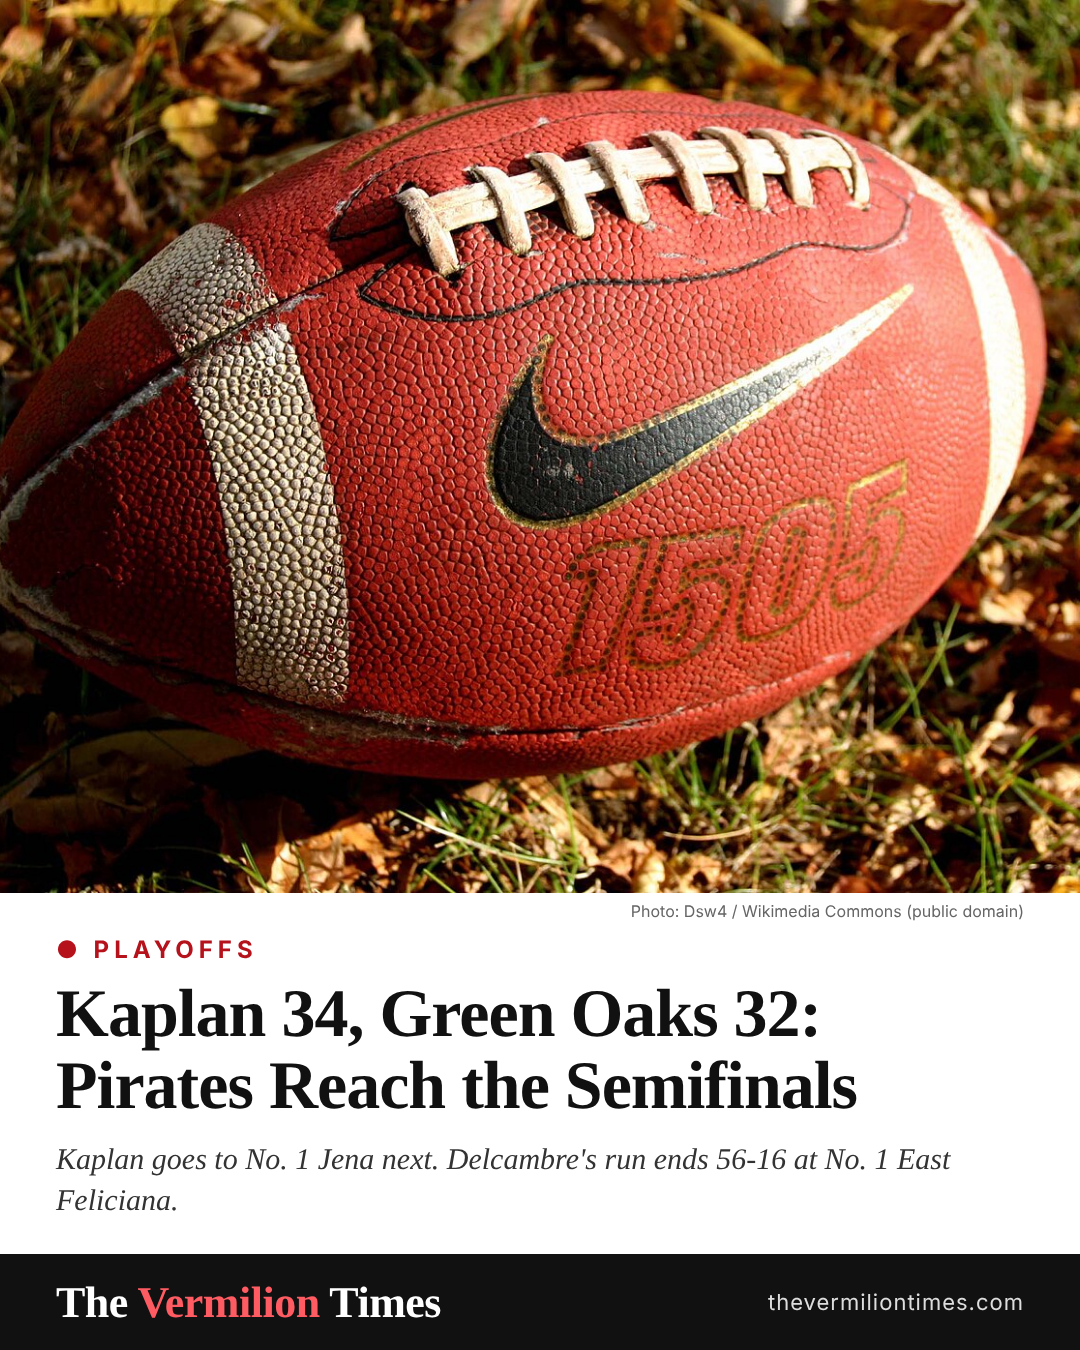 1505
Photo: Dsw4 / Wikimedia Commons (public domain)
PLAYOFFS
Kaplan 34, Green Oaks 32:
Pirates Reach the Semifinals
Kaplan goes to No. 1 Jena next. Delcambre's run ends 56-16 at No. 1 East
Feliciana.
The Vermilion Times
thevermiliontimes.com